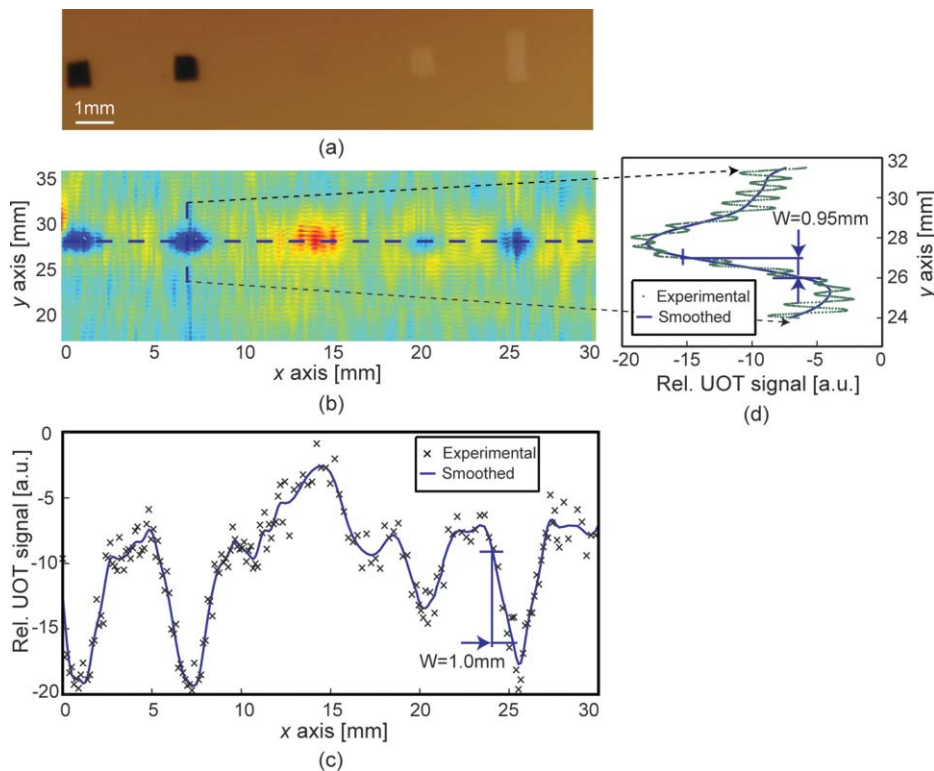 1mm
(a)
36
30
25
20
y axis [mm]
0 5 10 15 20 25 30
x axis [mm]
(b)
32
31
28
26
24
y axis [mm]
W=0.95mm
Experimental
Smoothed
-20 -15 -10 -5 0
Rel. UOT signal [a.u.]
(d)
0
-5
-10
-15
-20
Rel. UOT signal [a.u.]
Experimental
Smoothed
W=1.0mm
0 5 10 15 20 25 30
x axis [mm]
(c)